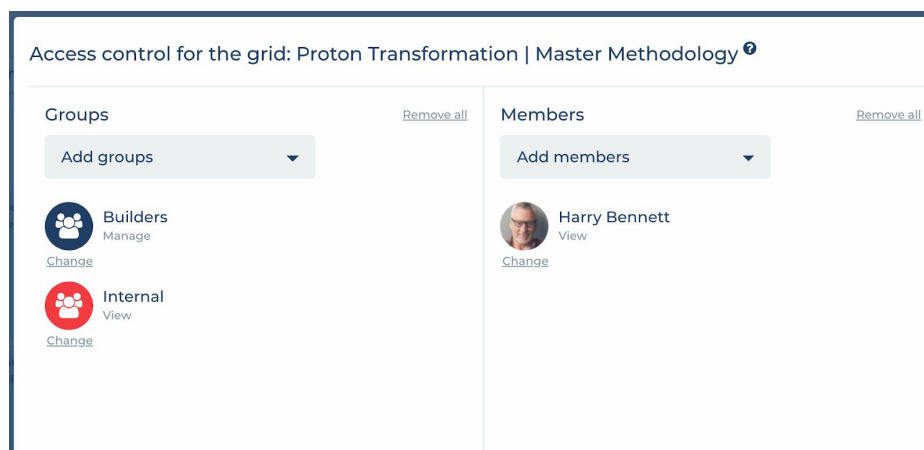 Access control for the grid: Proton Transformation | Master Methodology ?
Groups
Remove all
Add groups
Builders
Manage
Change
Internal
View
Change
Members
Remove all
Add members
Harry Bennett
View
Change